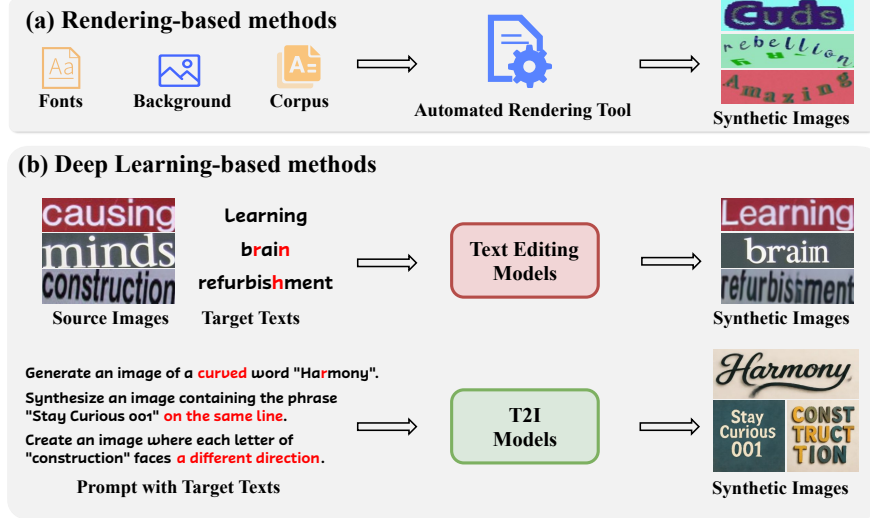 (a) Rendering-based methods
Aa
A
Fonts
Background
Corpus
Automated Rendering Tool
Cuds
rebellion
Amazing
Synthetic Images
(b) Deep Learning-based methods
causing
minds
construction
Source Images
Learning
brain
refurbishment
Target Texts
Text Editing
Models
Learning
braim
refurbissment
Synthetic Images
Generate an image of a curved word "Harmony".
Synthesize an image containing the phrase
"Stay Curious 001" on the same line.
Create an image where each letter of
"construction" faces a different direction.
Prompt with Target Texts
T2I
Models
Harmony
Stay
Curious
001
CONST
TRUCT
TION
Synthetic Images